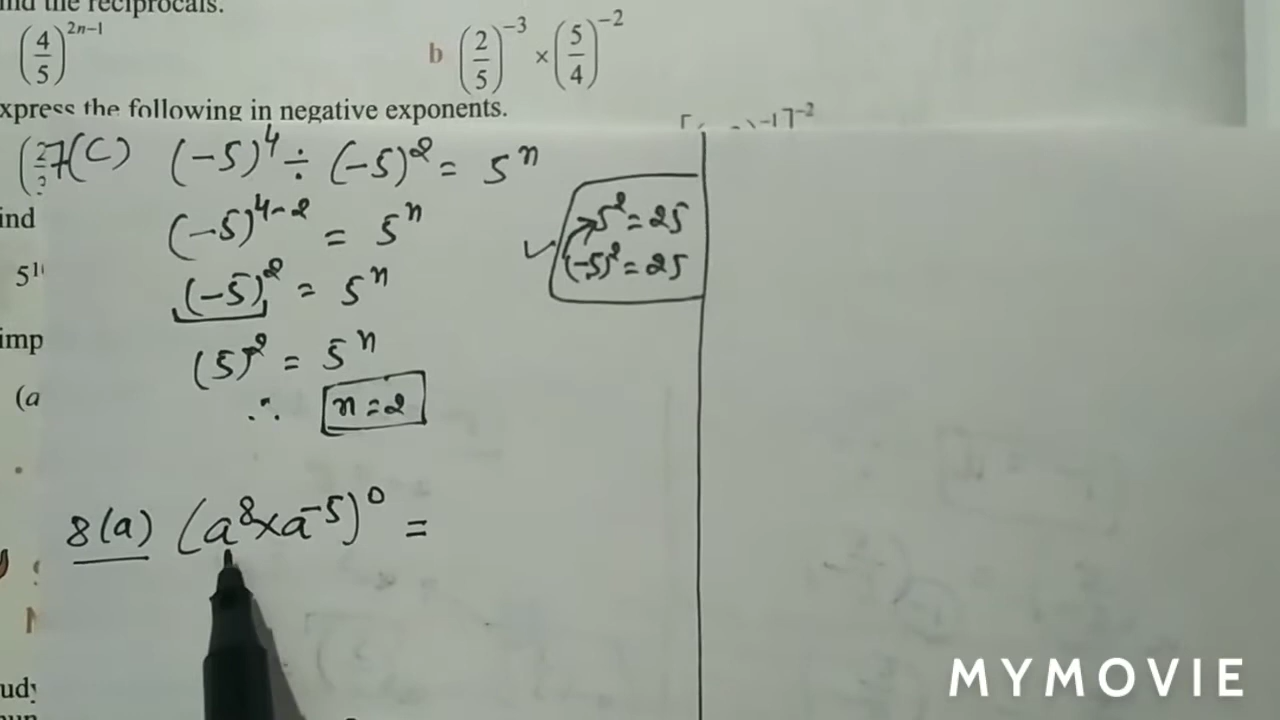 nd the reciprocals.
(4/5)^2n−1 b (2/5)^−3 × (5/4)^−2
xpress the following in negative exponents.
7(C) (−5)^4 ÷ (−5)^2 = 5^n
ind (−5)^4−2 = 5^n
5^2 = 25
(−5)^2 = 25
(−5)^2 = 5^n
imp (5)^2 = 5^n
(a ∴ n = 2
8(a) (a^8 × a^−5)^0 =
MYMOVIE